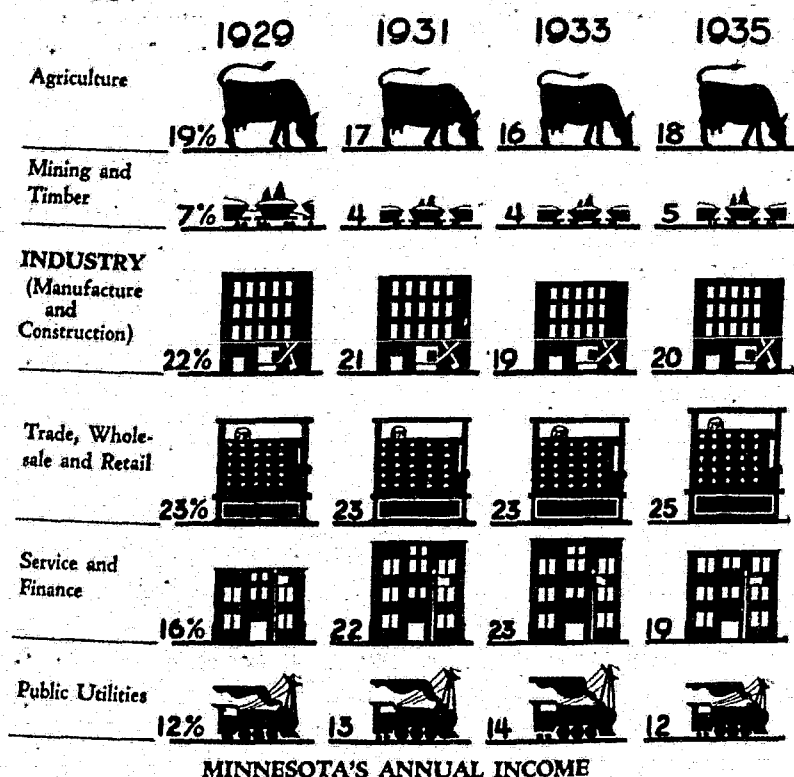 1929 1931 1933 1935
Agriculture
19% 17 16 18
Mining and
Timber
7% 4 4 5
INDUSTRY
(Manufacture
and
Construction)
22% 21 19 20
Trade, Whole-
sale and Retail
23% 23 23 25
Service and
Finance
16% 22 23 19
Public Utilities
12% 13 14 12
MINNESOTA'S ANNUAL INCOME